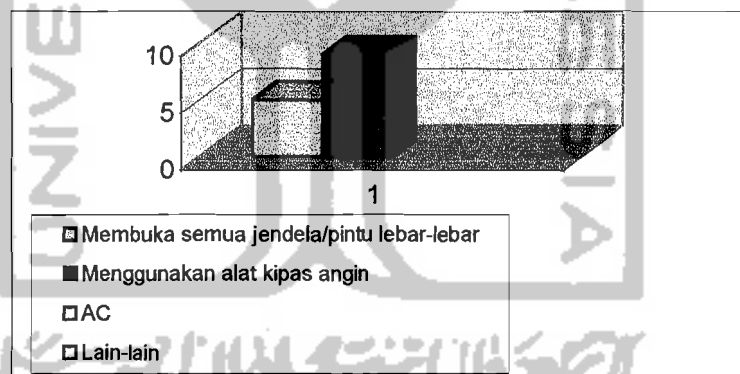 10
5
0
1
Membuka semua jendela/pintu lebar-lebar
Menggunakan alat kipas angin
AC
Lain-lain